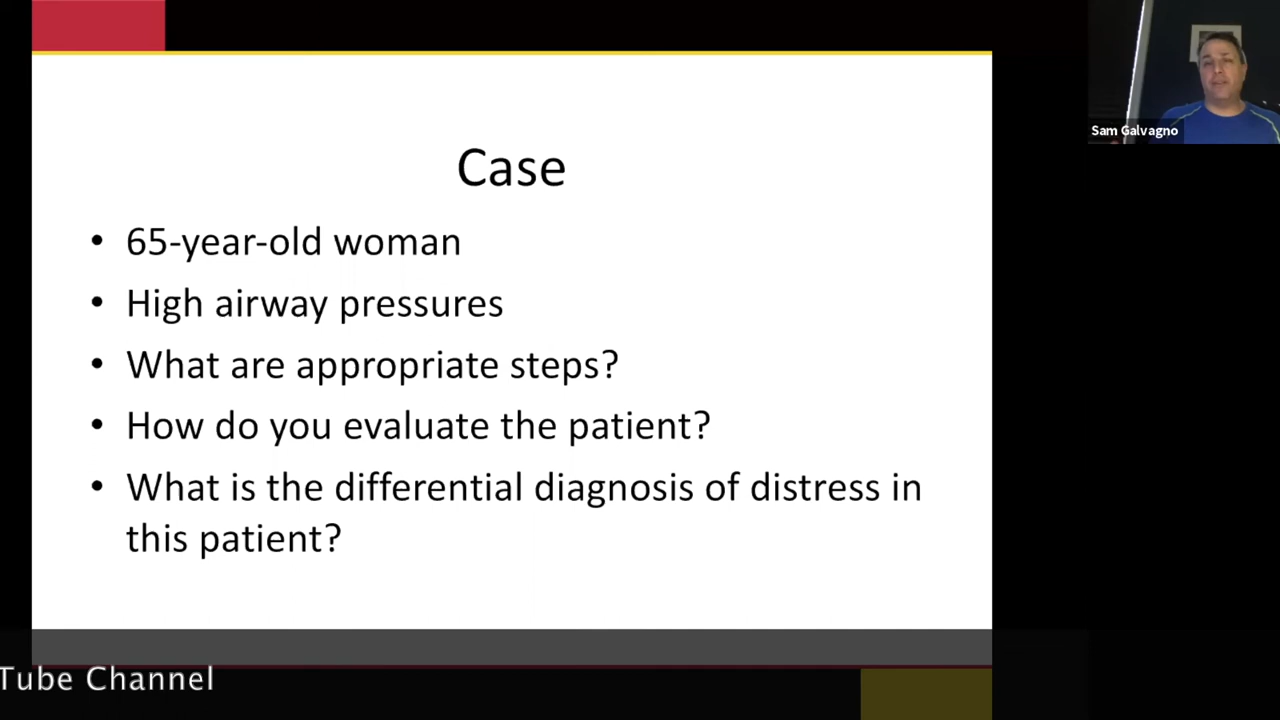 Sam Galvagno
Case
• 65-year-old woman
• High airway pressures
• What are appropriate steps?
• How do you evaluate the patient?
• What is the differential diagnosis of distress in
this patient?
Tube Channel